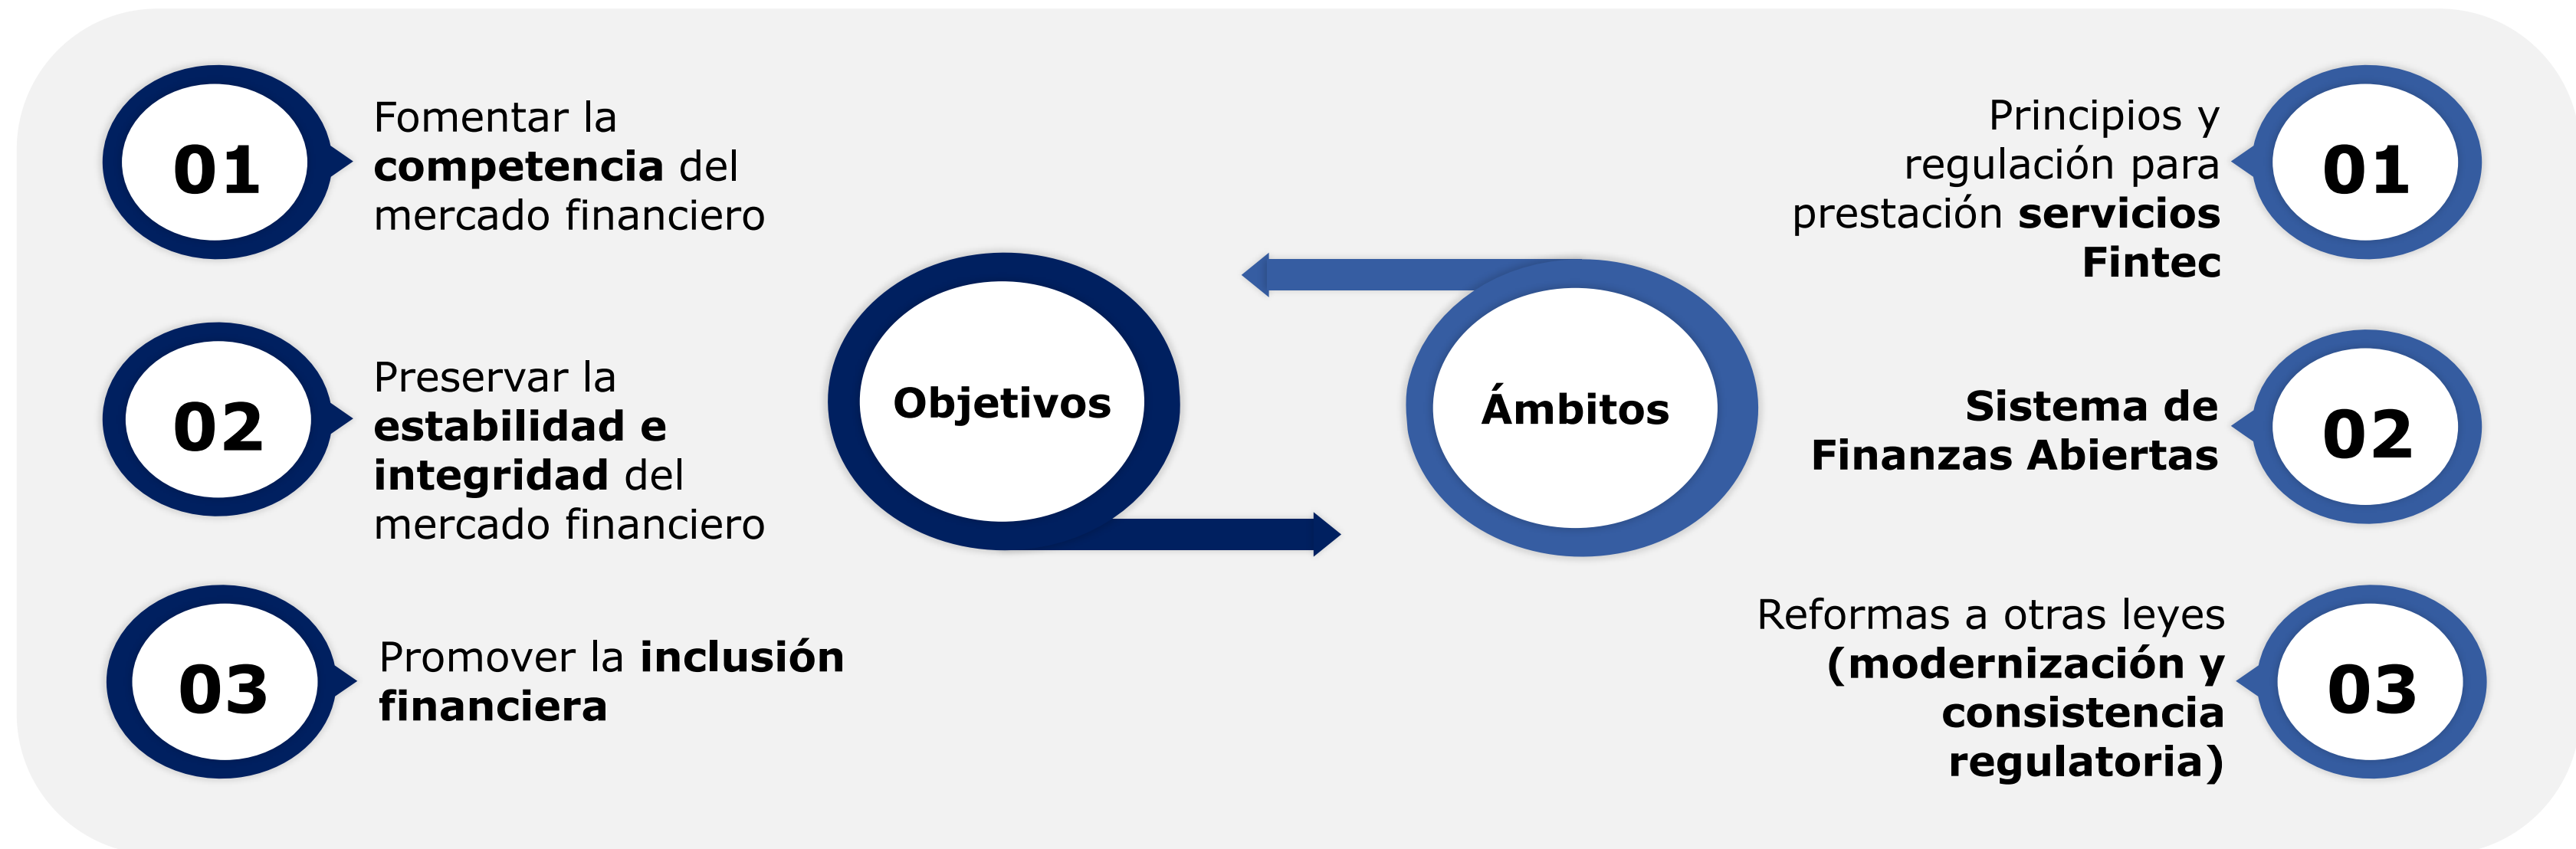 01
Fomentar la
competencia del
mercado financiero
02
Preservar la
estabilidad e
integridad del
mercado financiero
03
Promover la inclusión
financiera
Objetivos
Ámbitos
Principios y
regulación para
prestación servicios
Fintec
01
Sistema de
Finanzas Abiertas
02
Reformas a otras leyes
(modernización y
consistencia
regulatoria)
03